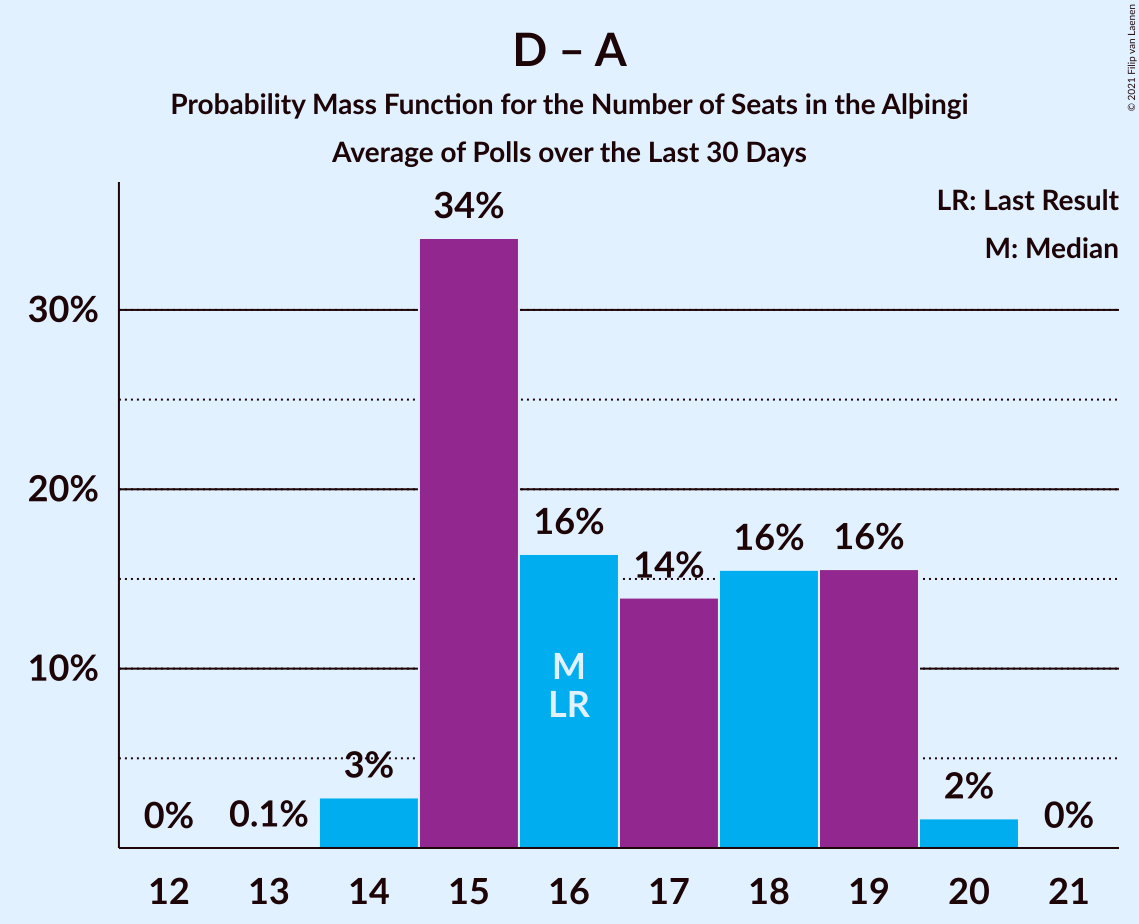 D – A
Probability Mass Function for the Number of Seats in the Alþingi
Average of Polls over the Last 30 Days
© 2021 Filip van Laenen
LR: Last Result
M: Median
34%
30%
20%
16%
14%
16%
16%
10%
M
LR
3%
2%
0%
0.1%
0%
12 13 14 15 16 17 18 19 20 21